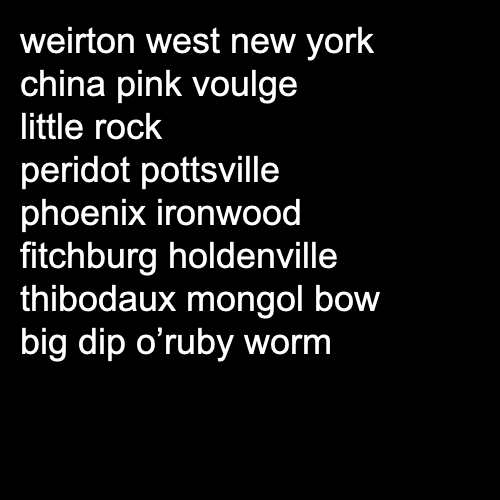 weirton west new york
china pink voulge
little rock
peridot pottsville
phoenix ironwood
fitchburg holdenville
thibodaux mongol bow
big dip o’ruby worm